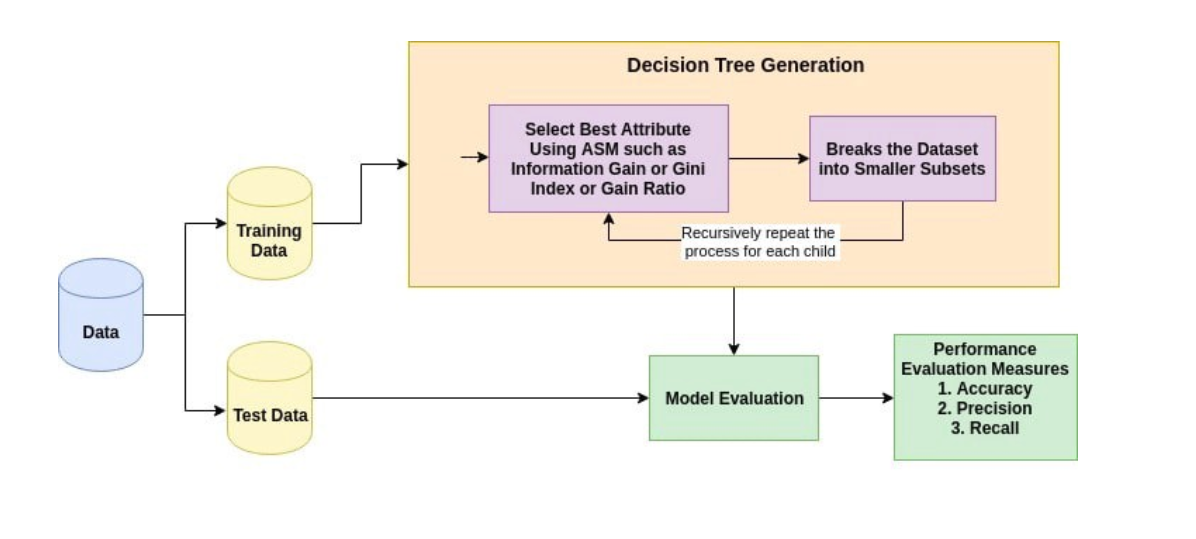 Decision Tree Generation
Select Best Attribute
Using ASM such as
Information Gain or Gini
Index or Gain Ratio
Breaks the Dataset
into Smaller Subsets
Recursively repeat the
process for each child
Training
Data
Data
Test Data
Model Evaluation
Performance
Evaluation Measures
1. Accuracy
2. Precision
3. Recall